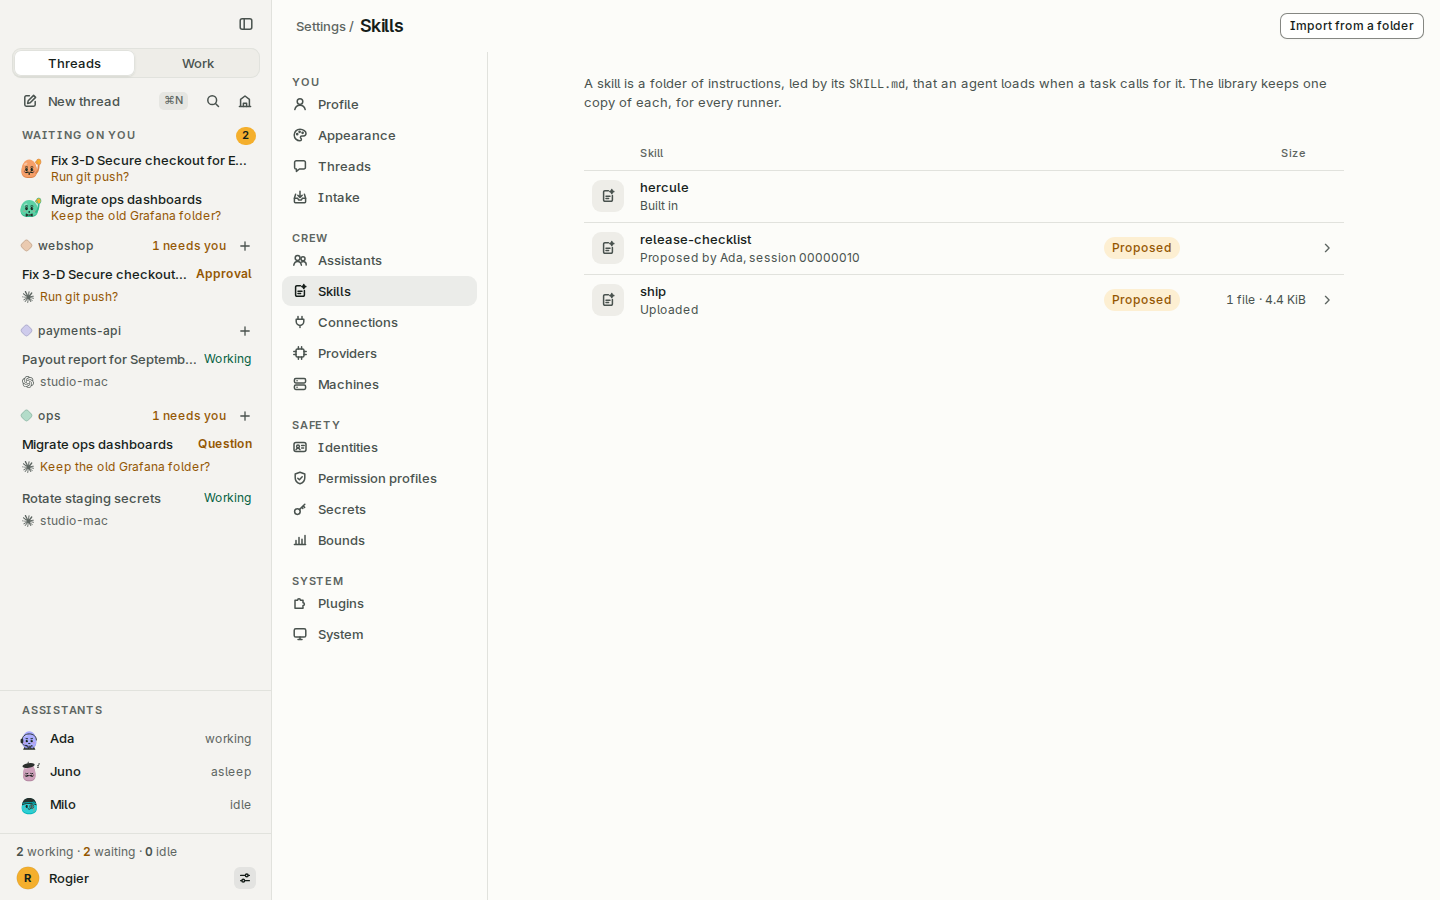 Threads
Work
New thread
⌘N
WAITING ON YOU
2
Fix 3-D Secure checkout for E...
Run git push?
Migrate ops dashboards
Keep the old Grafana folder?
webshop
1 needs you
Fix 3-D Secure checkout...
Approval
Run git push?
payments-api
Payout report for Septemb...
Working
studio-mac
ops
1 needs you
Migrate ops dashboards
Question
Keep the old Grafana folder?
Rotate staging secrets
Working
studio-mac
ASSISTANTS
Ada
working
Juno
asleep
Milo
idle
2 working · 2 waiting · 0 idle
R
Rogier
Settings / Skills
Import from a folder
YOU
Profile
Appearance
Threads
Intake
CREW
Assistants
Skills
Connections
Providers
Machines
SAFETY
Identities
Permission profiles
Secrets
Bounds
SYSTEM
Plugins
System
A skill is a folder of instructions, led by its SKILL.md, that an agent loads when a task calls for it. The library keeps one
copy of each, for every runner.
Skill
Size
hercule
Built in
release-checklist
Proposed by Ada, session 00000010
Proposed
ship
Uploaded
Proposed
1 file · 4.4 KiB